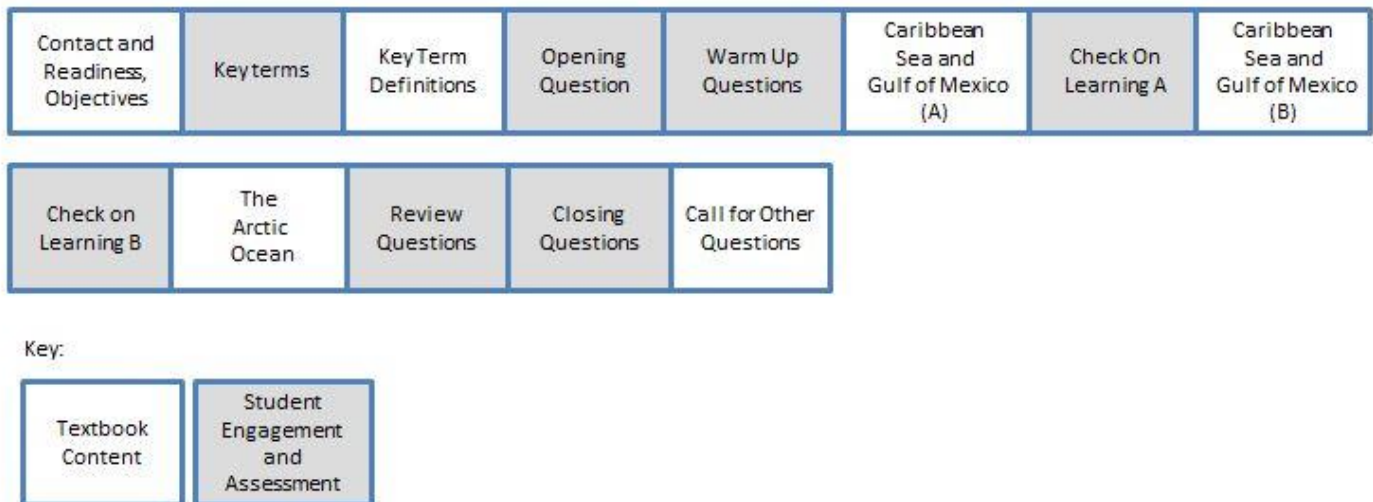 Contact and
Readiness,
Objectives
Key terms
Key Term
Definitions
Opening
Question
Warm Up
Questions
Caribbean
Sea and
Gulf of Mexico
(A)
Check On
Learning A
Caribbean
Sea and
Gulf of Mexico
(B)
Check on
Learning B
The
Arctic
Ocean
Review
Questions
Closing
Questions
Call for Other
Questions
Key:
Textbook
Content
Student
Engagement
and
Assessment